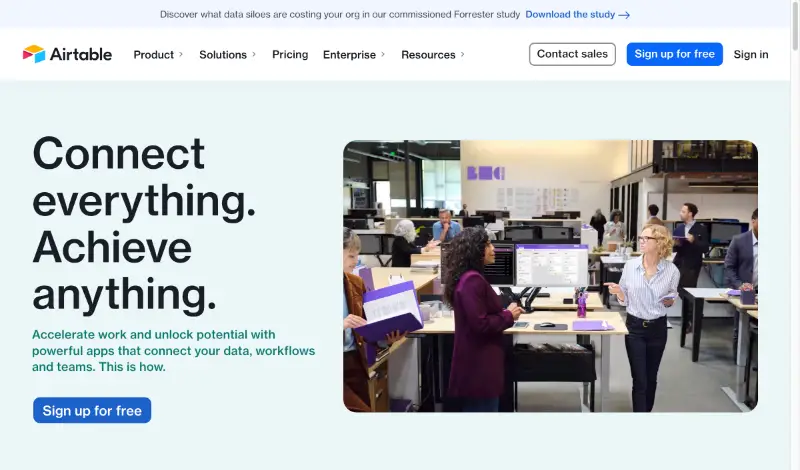 Discover what data siloes are costing your org in our commissioned Forrester study Download the study →
Airtable Product Solutions Pricing Enterprise Resources Contact sales Sign up for free Sign in
Connect
everything.
Achieve
anything.
Accelerate work and unlock potential with
powerful apps that connect your data, workflows
and teams. This is how.
Sign up for free